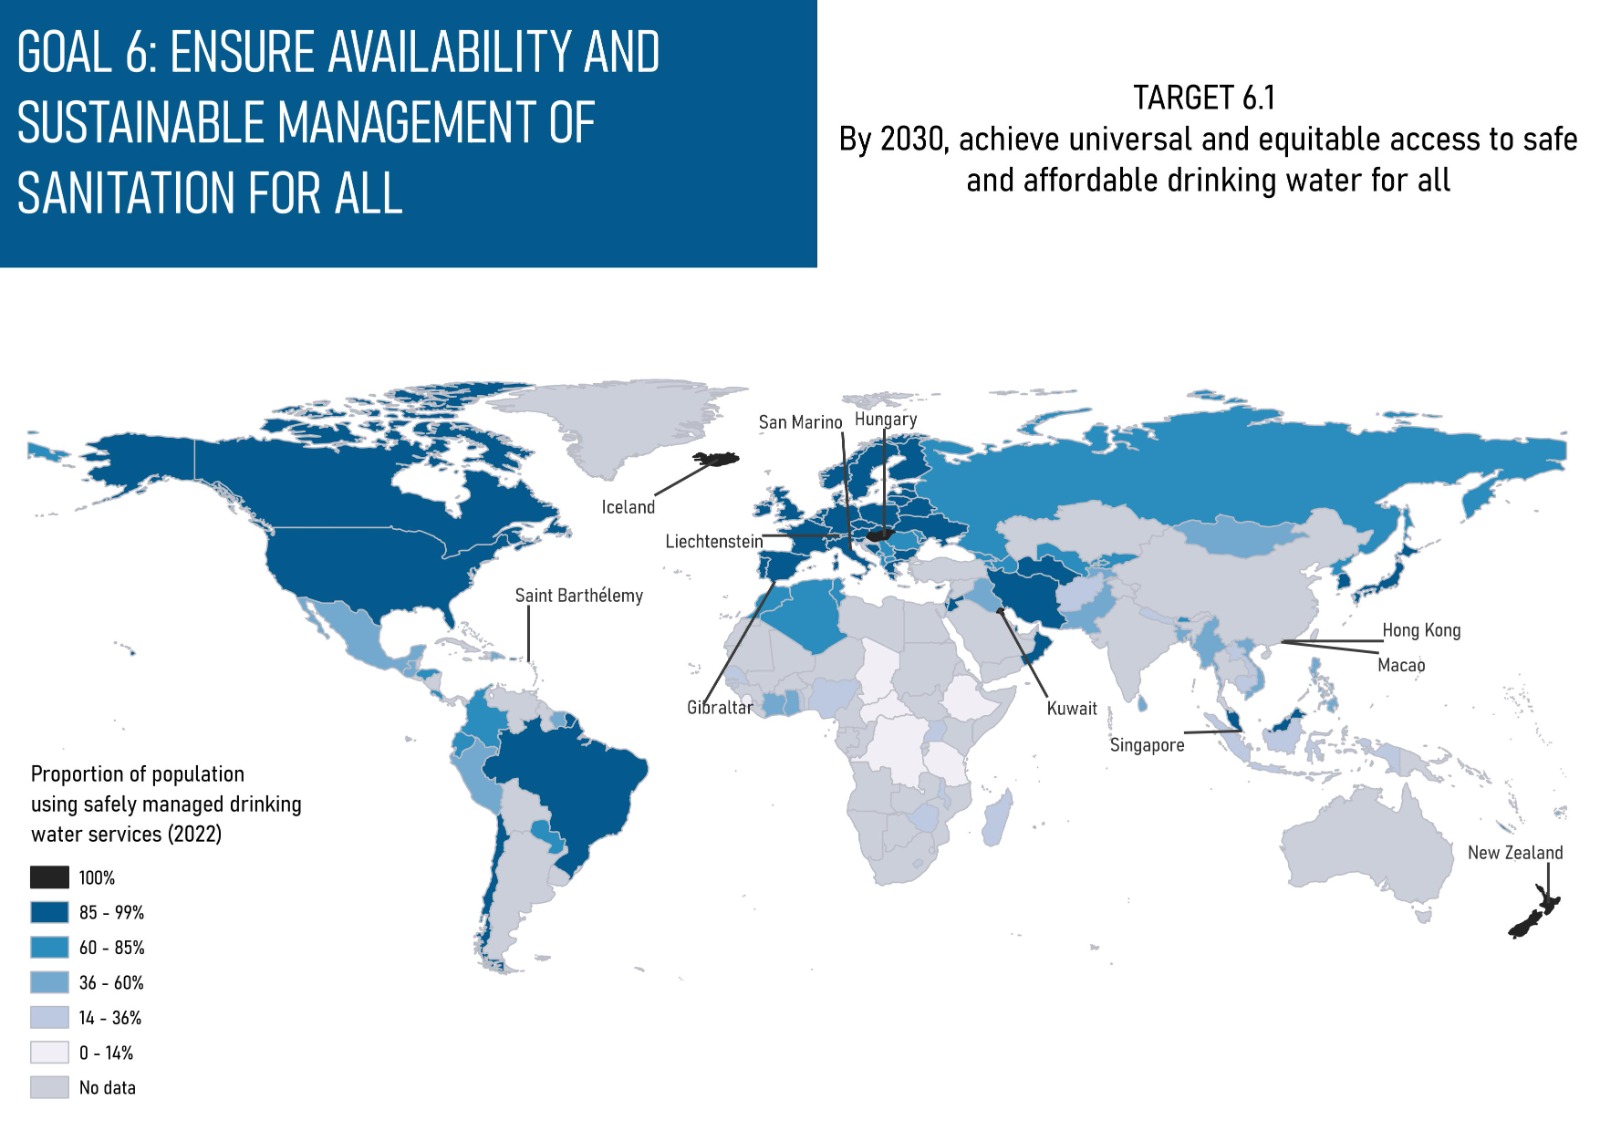 GOAL 6: ENSURE AVAILABILITY AND
SUSTAINABLE MANAGEMENT OF
SANITATION FOR ALL
TARGET 6.1
By 2030, achieve universal and equitable access to safe
and affordable drinking water for all
San Marino
Hungary
Iceland
Liechtenstein
Saint Barthélemy
Hong Kong
Macao
Gibraltar
Kuwait
Singapore
New Zealand
Proportion of population
using safely managed drinking
water services (2022)
100%
85 - 99%
60 - 85%
36 - 60%
14 - 36%
0 - 14%
No data